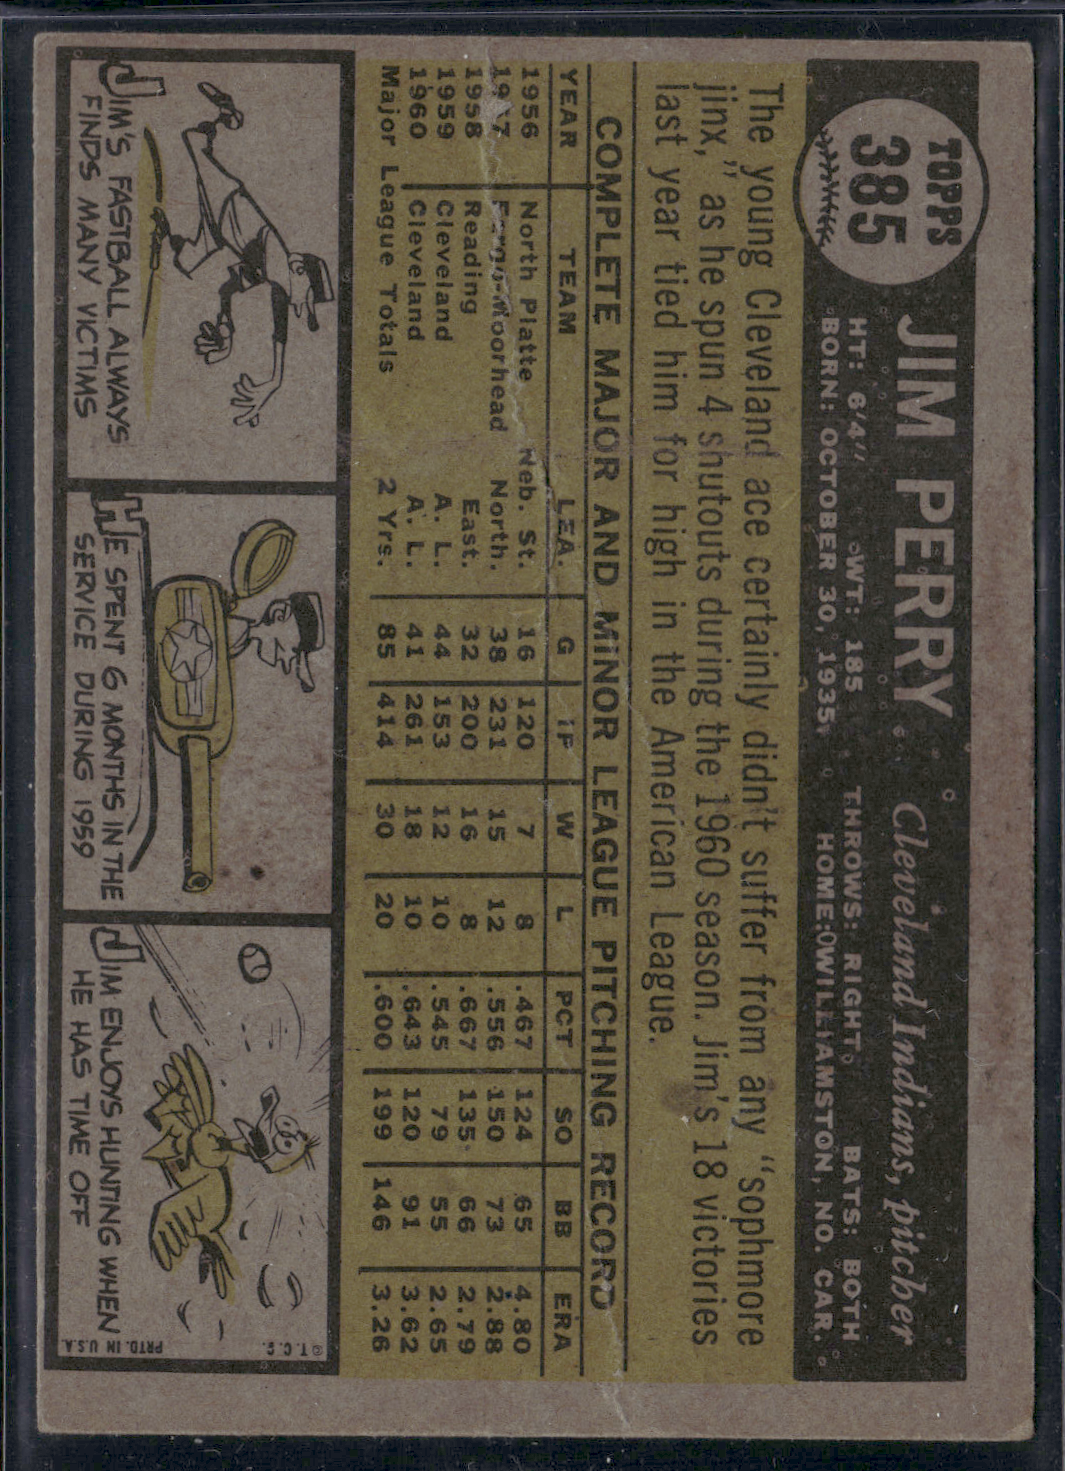 TOPPS
385
JIM PERRY Cleveland Indians, pitcher
HT: 6'4" WT: 185 THROWS: RIGHT BATS: BOTH
BORN: OCTOBER 30, 1935 HOME: WILLIAMSTON, NO. CAR.
The young Cleveland ace certainly didn't suffer from any "sophmore
jinx," as he spun 4 shutouts during the 1960 season. Jim's 18 victories
last year tied him for high in the American League.
COMPLETE MAJOR AND MINOR LEAGUE PITCHING RECORD
YEAR TEAM LEA. G IP W L PCT SO BB ERA
1956 North Platte Neb. St. 16 120 7 8 .467 124 65 4.80
1957 Fargo-Moorhead North. 38 231 15 12 .556 150 73 2.88
1958 Reading East. 32 200 16 8 .667 135 66 2.79
1959 Cleveland A. L. 44 153 12 10 .545 79 55 2.65
1960 Cleveland A. L. 41 261 18 10 .643 120 91 3.62
Major League Totals 2 Yrs. 85 414 30 20 .600 199 146 3.26
JIM'S FASTBALL ALWAYS
FINDS MANY VICTIMS
HE SPENT 6 MONTHS IN THE
SERVICE DURING 1959
JIM ENJOYS HUNTING WHEN
HE HAS TIME OFF
© T.C.G.
PRTD. IN U.S.A.